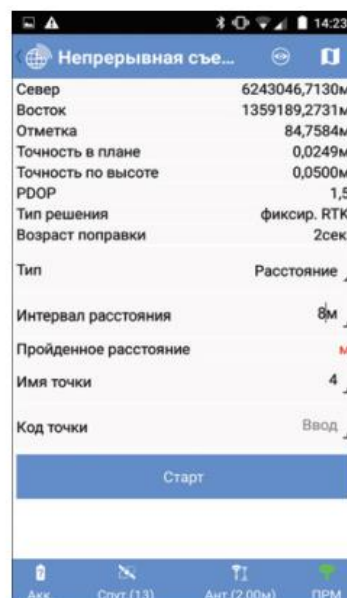 14:23
Непрерывная съе...
Север 6243046,7130м
Восток 1359189,2731м
Отметка 84,7584м
Точность в плане 0,0249м
Точность по высоте 0,0500м
PDOP 1,5
Тип решения фиксир. RTK
Возраст поправки 2сек
Тип Расстояние
Интервал расстояния 8м
Пройденное расстояние м
Имя точки 4
Код точки Ввод
Старт
Акк. Спут (13) Ант (2.00м) ПРМ